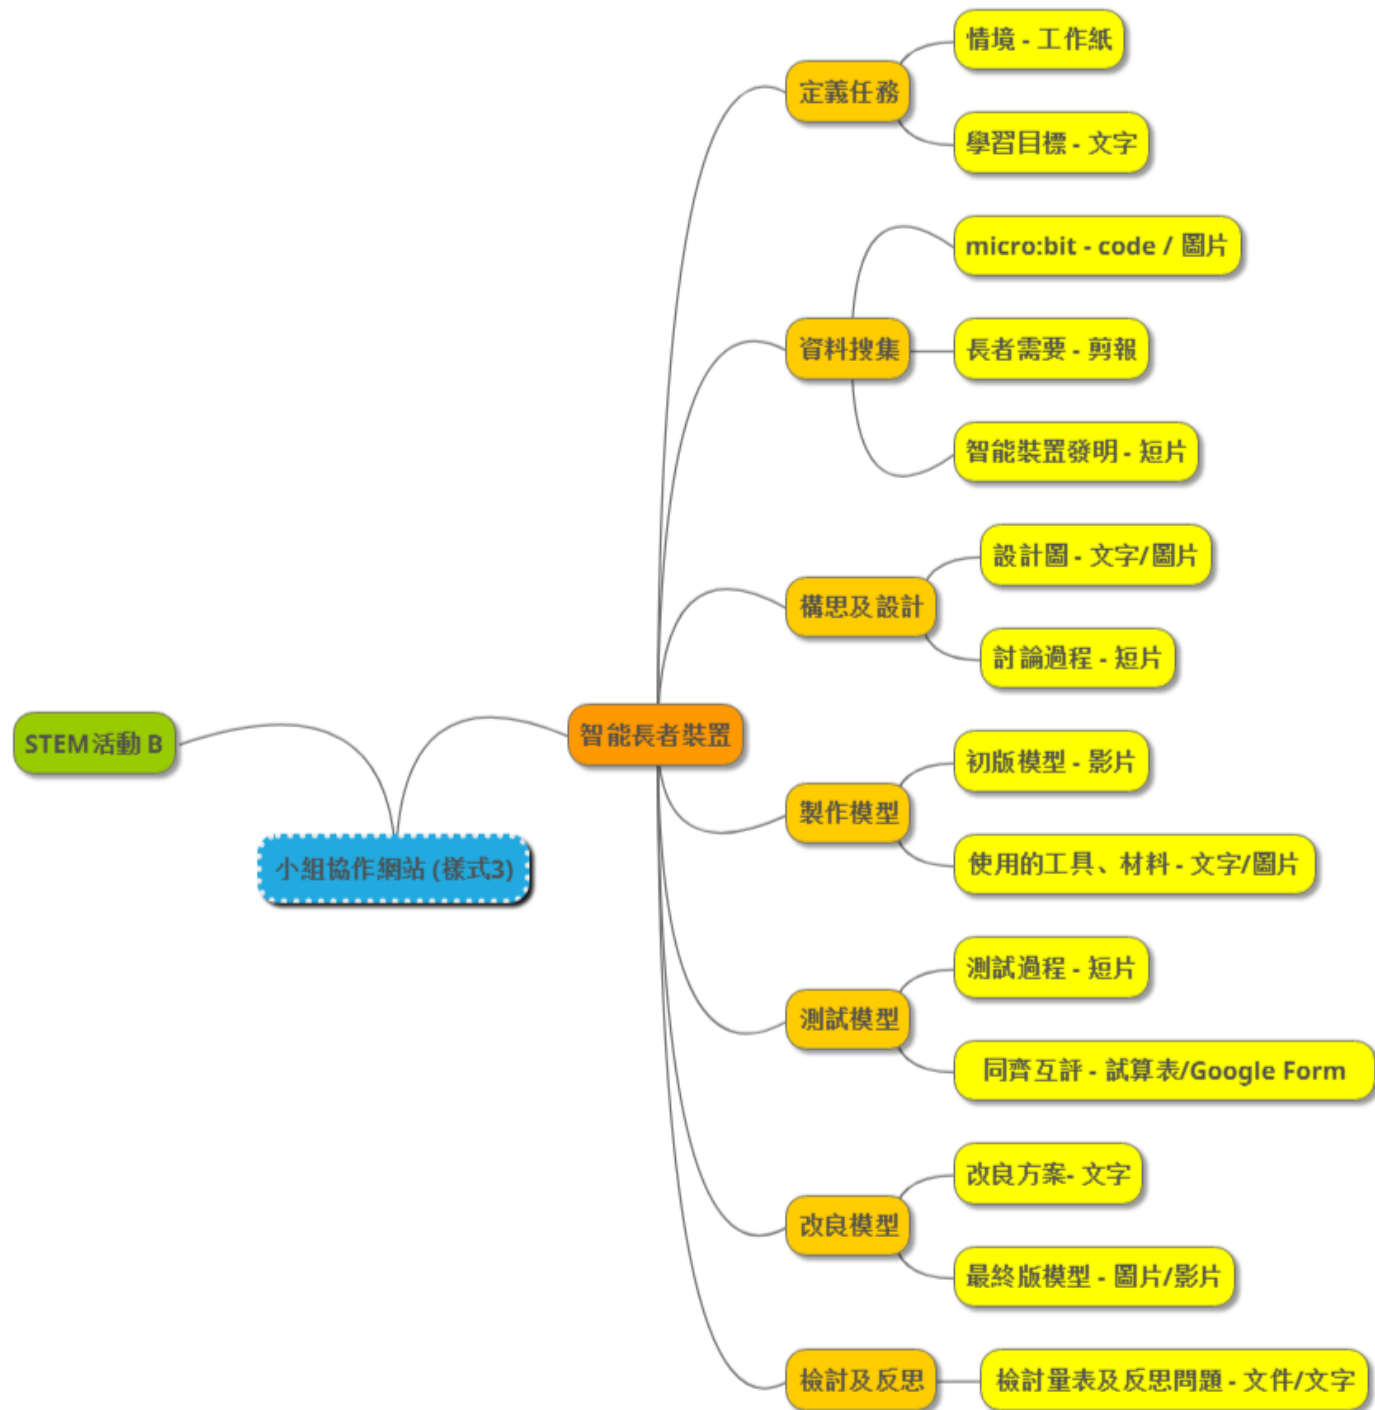 STEM活動 B
小組協作網站 (樣式3)
智能長者裝置
定義任務
情境 - 工作紙
學習目標 - 文字
資料搜集
micro:bit - code / 圖片
長者需要 - 剪報
智能裝置發明 - 短片
構思及設計
設計圖 - 文字/圖片
討論過程 - 短片
製作模型
初版模型 - 影片
使用的工具、材料 - 文字/圖片
測試模型
測試過程 - 短片
同齊互評 - 試算表/Google Form
改良模型
改良方案- 文字
最終版模型 - 圖片/影片
檢討及反思
檢討量表及反思問題 - 文件/文字